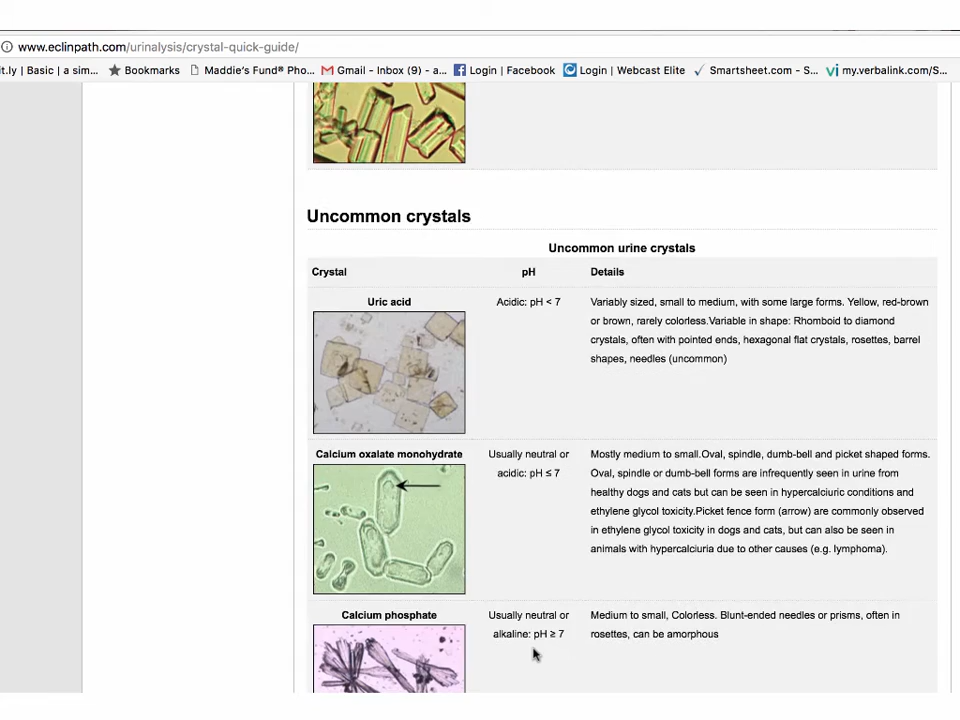 www.eclinpath.com/urinalysis/crystal-quick-guide/
it.ly | Basic | a sim... Bookmarks Maddie's Fund® Pho... Gmail - Inbox (9) - a... Login | Facebook Login | Webcast Elite Smartsheet.com - S... my.verbalink.com/S...
Uncommon crystals
Uncommon urine crystals
Crystal pH Details
Uric acid Acidic: pH < 7 Variably sized, small to medium, with some large forms. Yellow, red-brown
or brown, rarely colorless.Variable in shape: Rhomboid to diamond
crystals, often with pointed ends, hexagonal flat crystals, rosettes, barrel
shapes, needles (uncommon)
Calcium oxalate monohydrate Usually neutral or Mostly medium to small.Oval, spindle, dumb-bell and picket shaped forms.
acidic: pH ≤ 7 Oval, spindle or dumb-bell forms are infrequently seen in urine from
healthy dogs and cats but can be seen in hypercalciuric conditions and
ethylene glycol toxicity.Picket fence form (arrow) are commonly observed
in ethylene glycol toxicity in dogs and cats, but can also be seen in
animals with hypercalciuria due to other causes (e.g. lymphoma).
Calcium phosphate Usually neutral or Medium to small, Colorless. Blunt-ended needles or prisms, often in
alkaline: pH ≥ 7 rosettes, can be amorphous